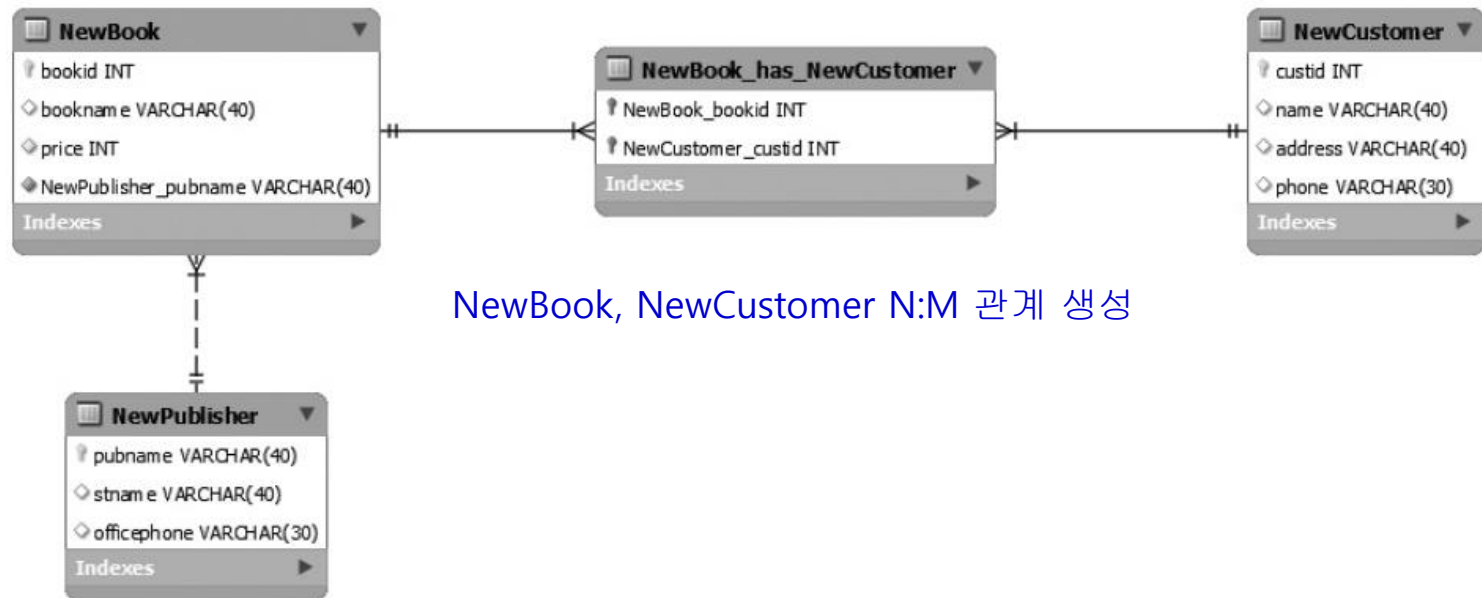 NewBook
bookid INT
bookname VARCHAR(40)
price INT
NewPublisher_pubname VARCHAR(40)
Indexes
NewBook_has_NewCustomer
NewBook_bookid INT
NewCustomer_custid INT
Indexes
NewCustomer
custid INT
name VARCHAR(40)
address VARCHAR(40)
phone VARCHAR(30)
Indexes
NewBook, NewCustomer N:M 관계 생성
NewPublisher
pubname VARCHAR(40)
stname VARCHAR(40)
officephone VARCHAR(30)
Indexes